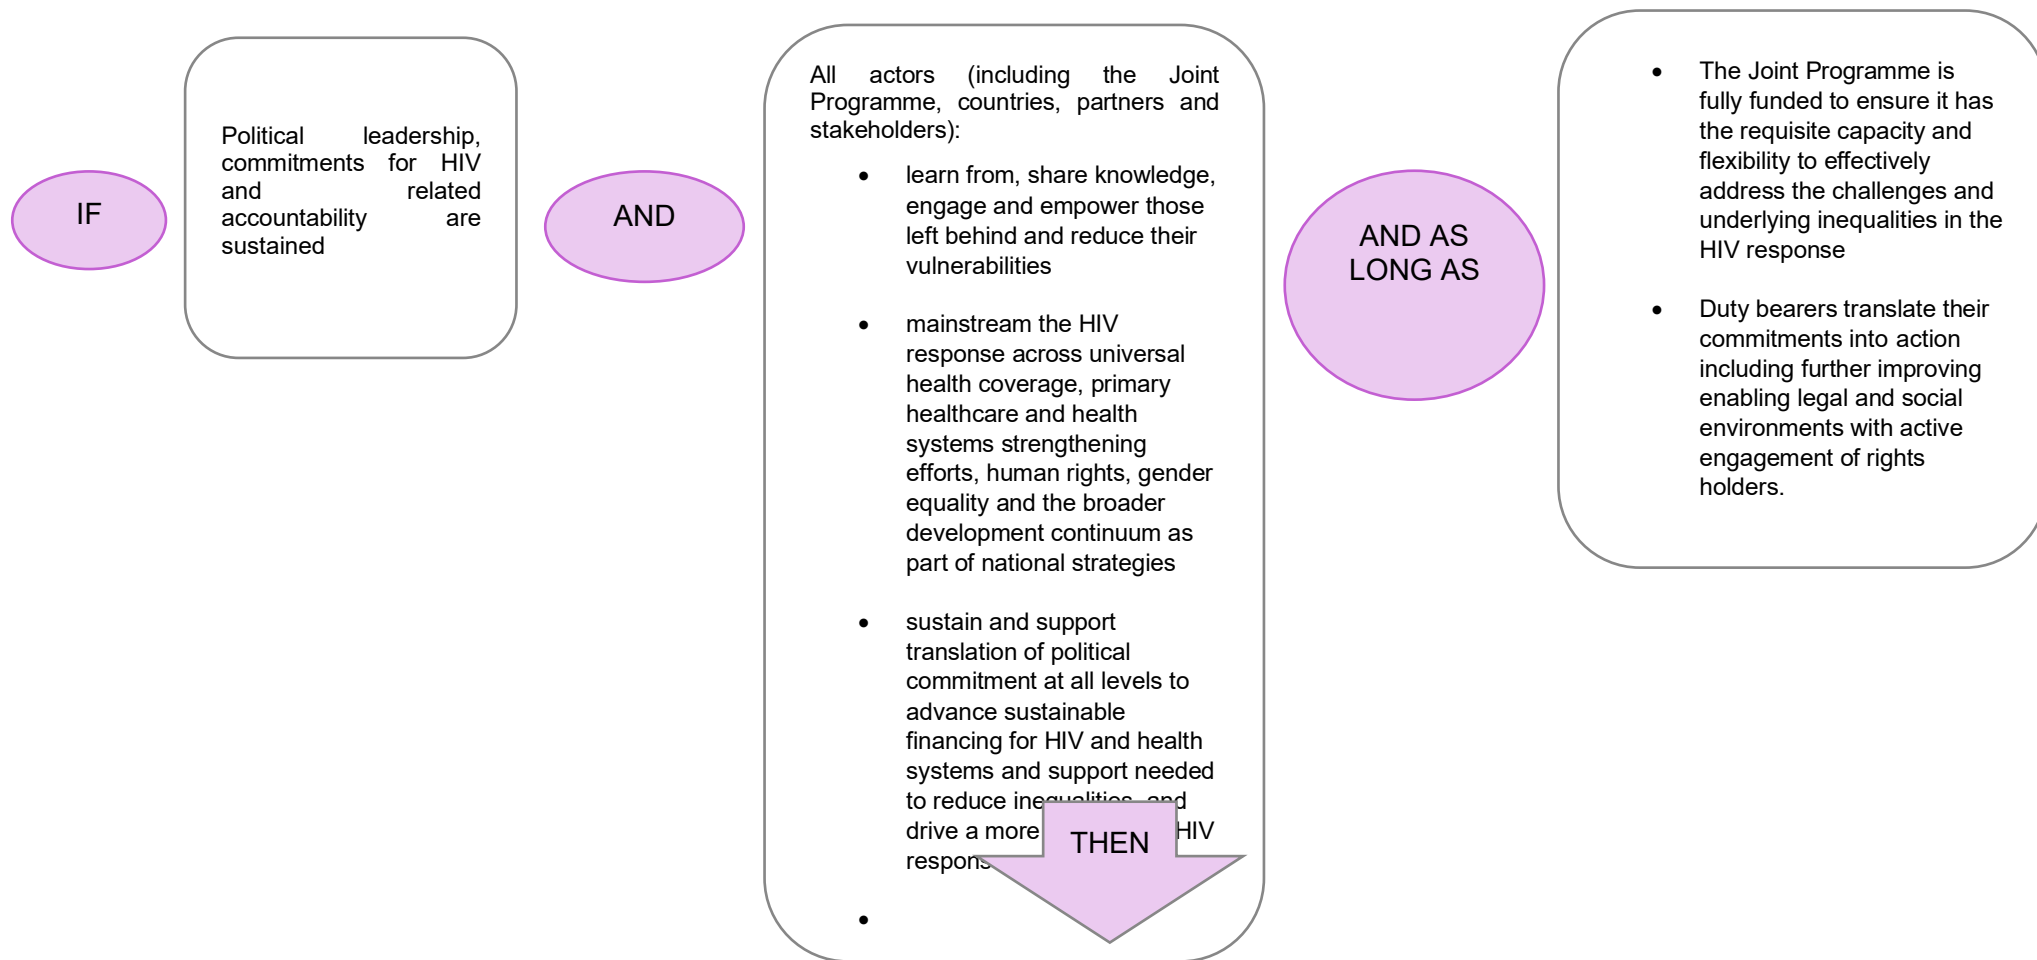 IF
Political leadership,
commitments for HIV
and related
accountability are
sustained
AND
All actors (including the Joint
Programme, countries, partners and
stakeholders):
• learn from, share knowledge,
engage and empower those
left behind and reduce their
vulnerabilities
• mainstream the HIV
response across universal
health coverage, primary
healthcare and health
systems strengthening
efforts, human rights, gender
equality and the broader
development continuum as
part of national strategies
• sustain and support
translation of political
commitment at all levels to
advance sustainable
financing for HIV and health
systems and support needed
to reduce inequalities, and
drive a more HIV
•
THEN
AND AS
LONG AS
• The Joint Programme is
fully funded to ensure it has
the requisite capacity and
flexibility to effectively
address the challenges and
underlying inequalities in the
HIV response
• Duty bearers translate their
commitments into action
including further improving
enabling legal and social
environments with active
engagement of rights
holders.